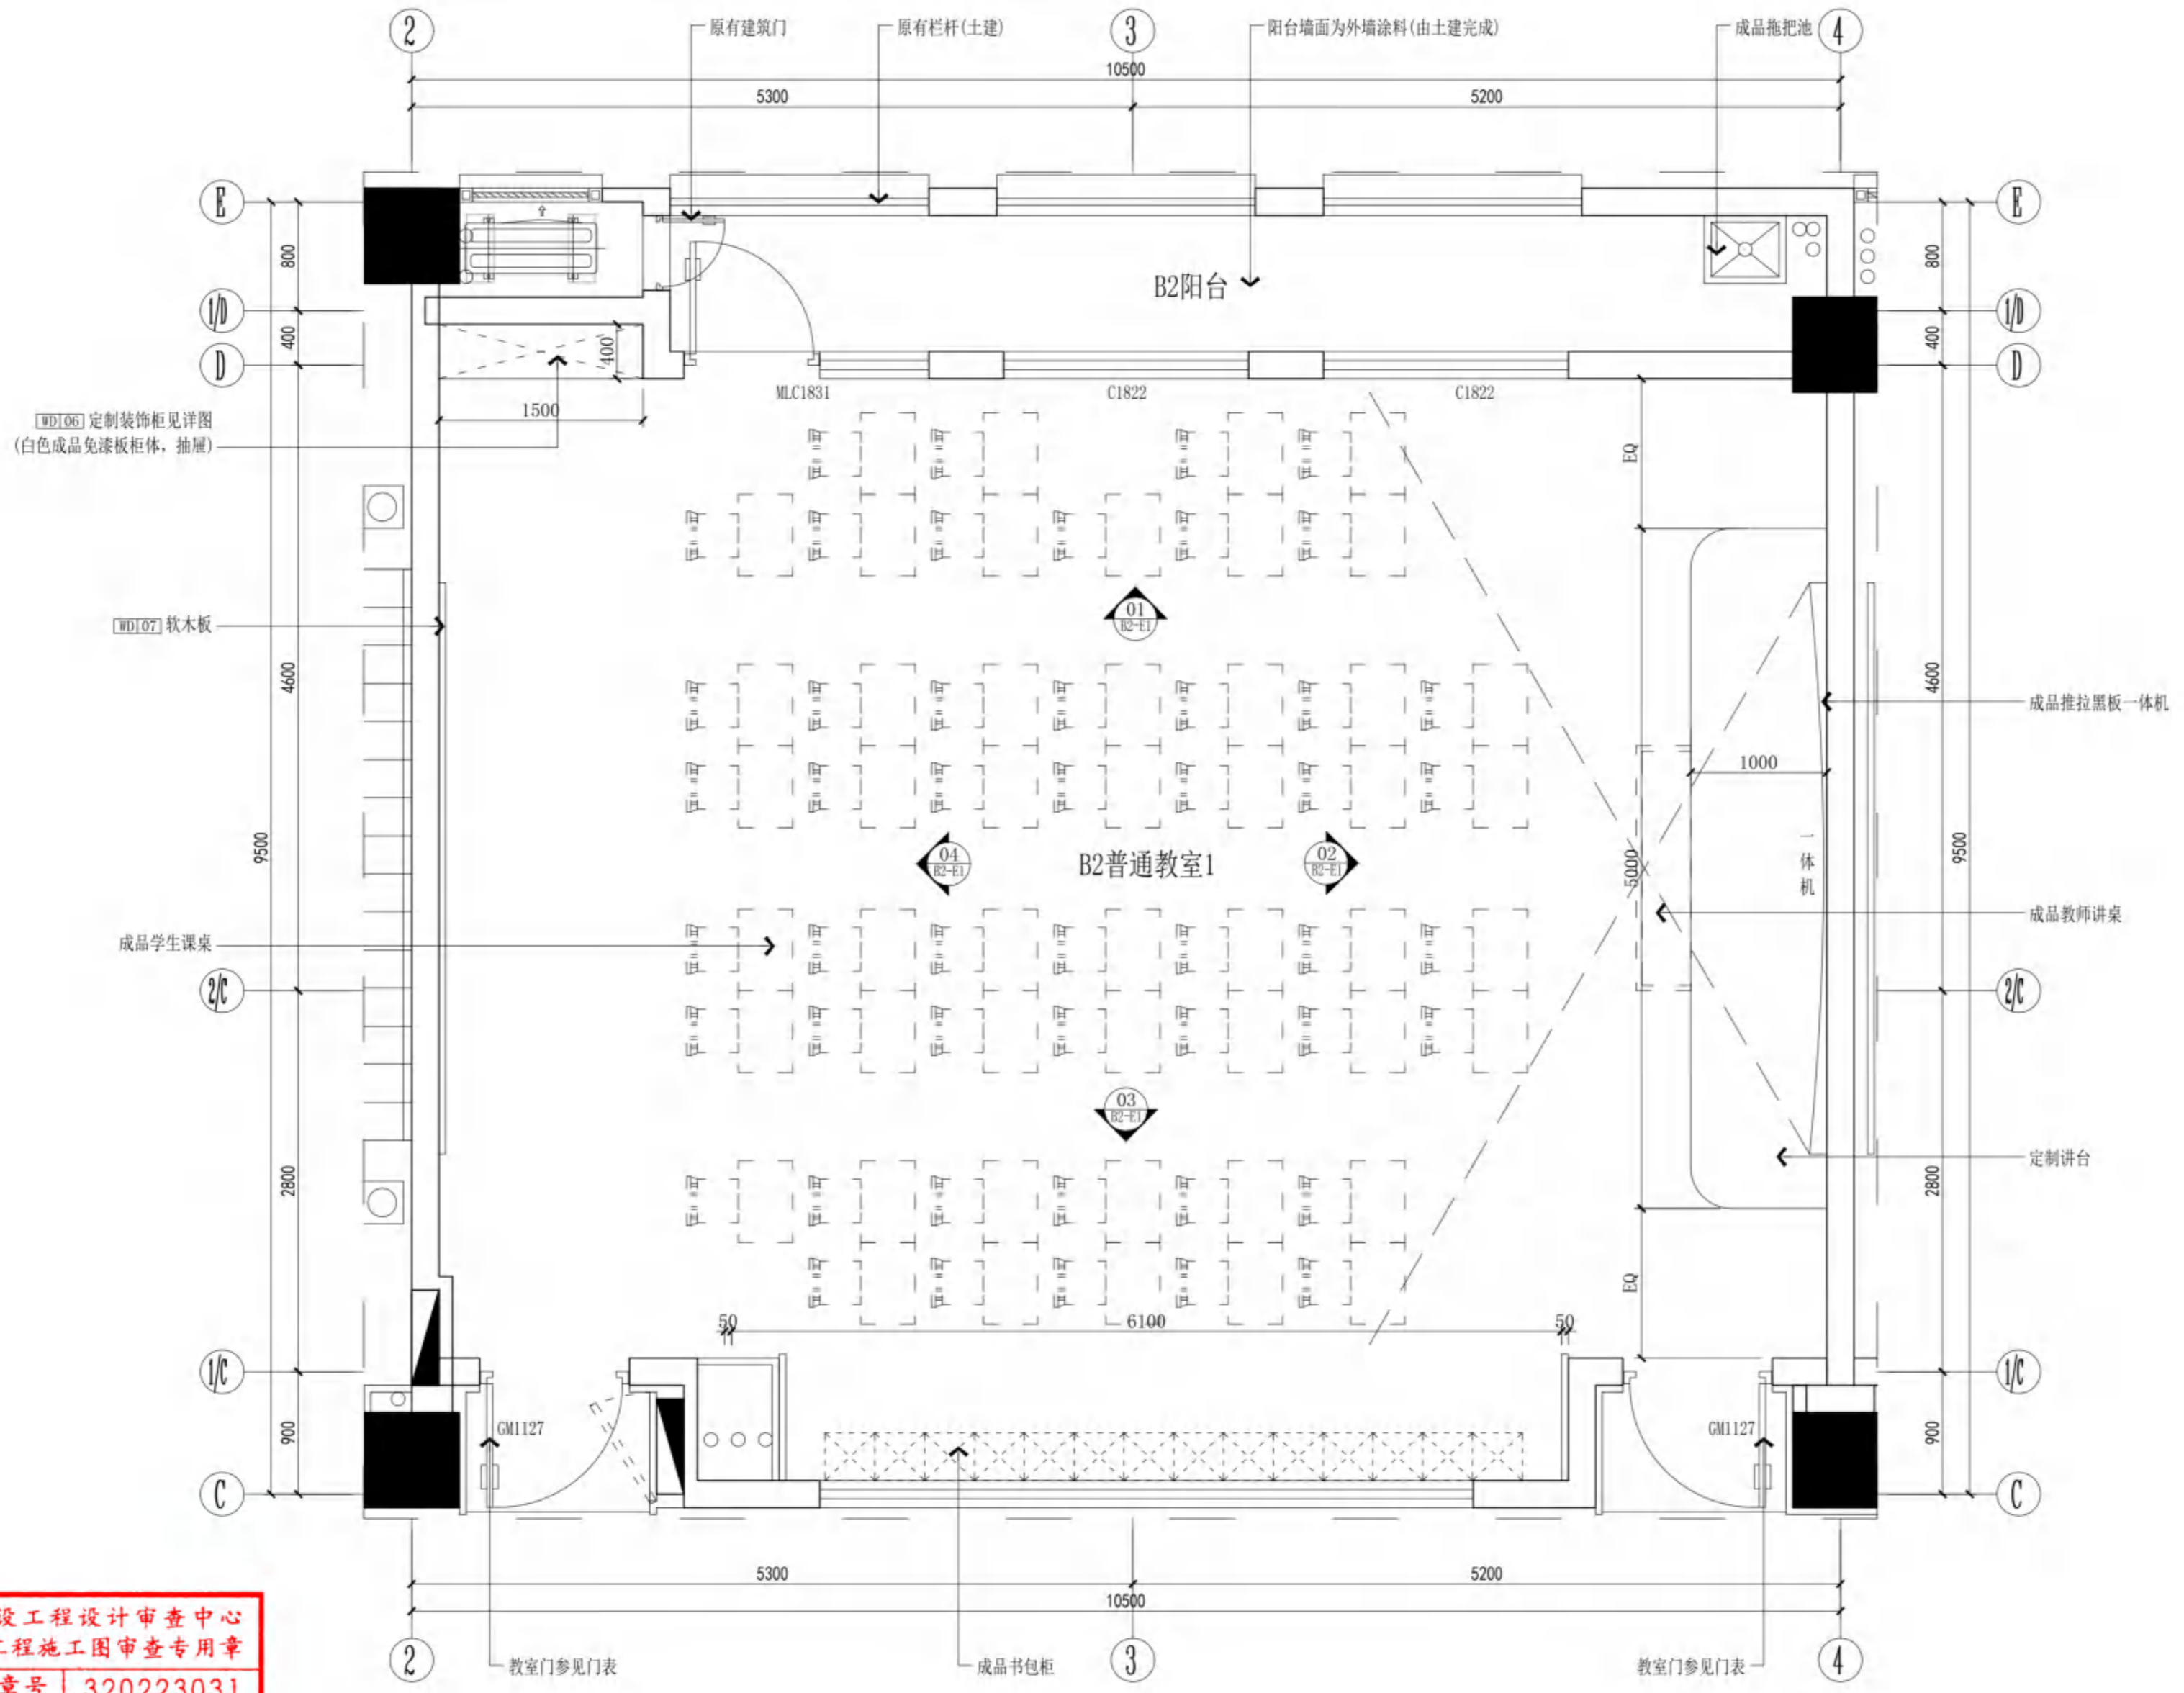 2
原有建筑门
原有栏杆(土建)
3
阳台墙面为外墙涂料(由土建完成)
成品拖把池
4
10500
5300
5200
E
E
800
800
B2阳台
1/D
1/D
400
400
400
D
D
MLC1831
C1822
C1822
1500
WD 06 定制装饰柜见详图
(白色成品免漆板柜体，抽屉)
EQ
01
B2-E1
WD 07 软木板
4600
4600
成品推拉黑板一体机
1000
9500
04
B2-E1
B2普通教室1
02
B2-E1
5000
一体机
9500
成品教师讲桌
成品学生课桌
2/C
2/C
03
B2-E1
定制讲台
2800
2800
EQ
50
6100
50
1/C
1/C
GM1127
GM1127
900
900
C
C
5300
5200
10500
2
教室门参见门表
成品书包柜
3
教室门参见门表
4
设工程设计审查中心
工程施工图审查专用章
章号 320223031